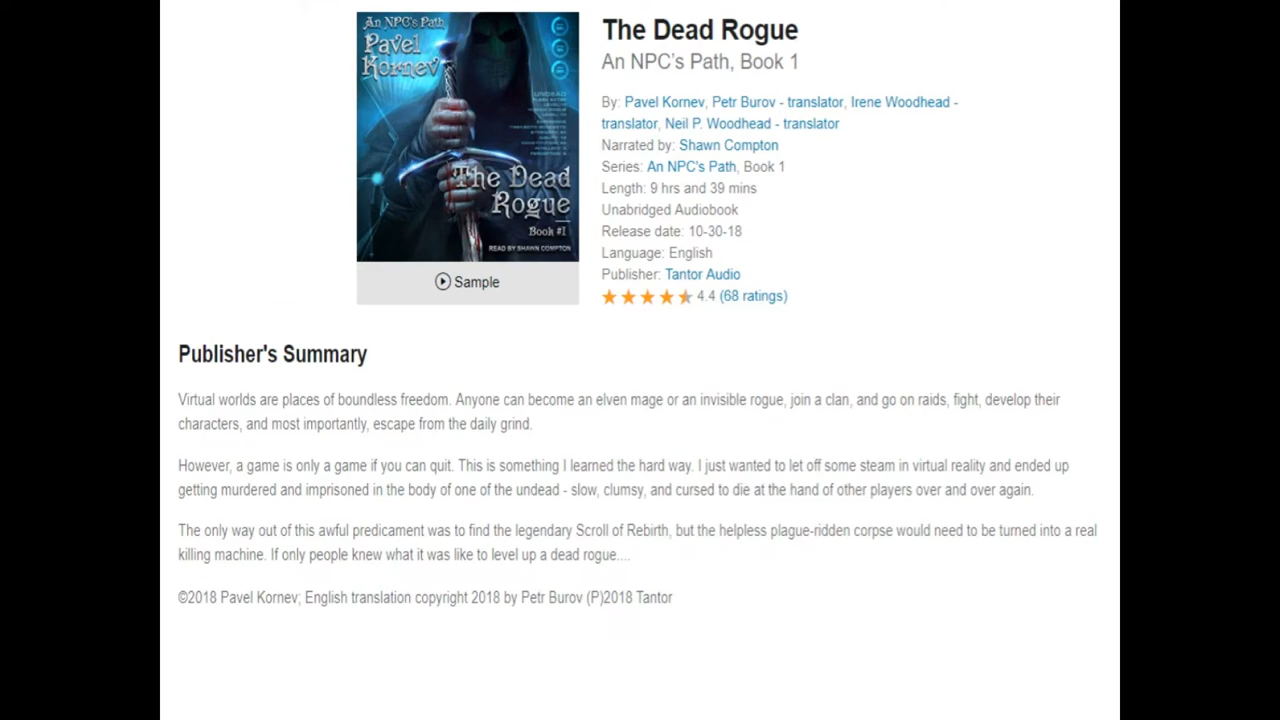 An NPC's Path
Pavel
Kornev
UNDEAD
The Dead
Rogue
Book #1
READ BY SHAWN COMPTON
Sample
The Dead Rogue
An NPC's Path, Book 1
By: Pavel Kornev, Petr Burov - translator, Irene Woodhead -
translator, Neil P. Woodhead - translator
Narrated by: Shawn Compton
Series: An NPC's Path, Book 1
Length: 9 hrs and 39 mins
Unabridged Audiobook
Release date: 10-30-18
Language: English
Publisher: Tantor Audio
4.4 (68 ratings)
Publisher's Summary
Virtual worlds are places of boundless freedom. Anyone can become an elven mage or an invisible rogue, join a clan, and go on raids, fight, develop their
characters, and most importantly, escape from the daily grind.
However, a game is only a game if you can quit. This is something I learned the hard way. I just wanted to let off some steam in virtual reality and ended up
getting murdered and imprisoned in the body of one of the undead - slow, clumsy, and cursed to die at the hand of other players over and over again.
The only way out of this awful predicament was to find the legendary Scroll of Rebirth, but the helpless plague-ridden corpse would need to be turned into a real
killing machine. If only people knew what it was like to level up a dead rogue....
©2018 Pavel Kornev; English translation copyright 2018 by Petr Burov (P)2018 Tantor